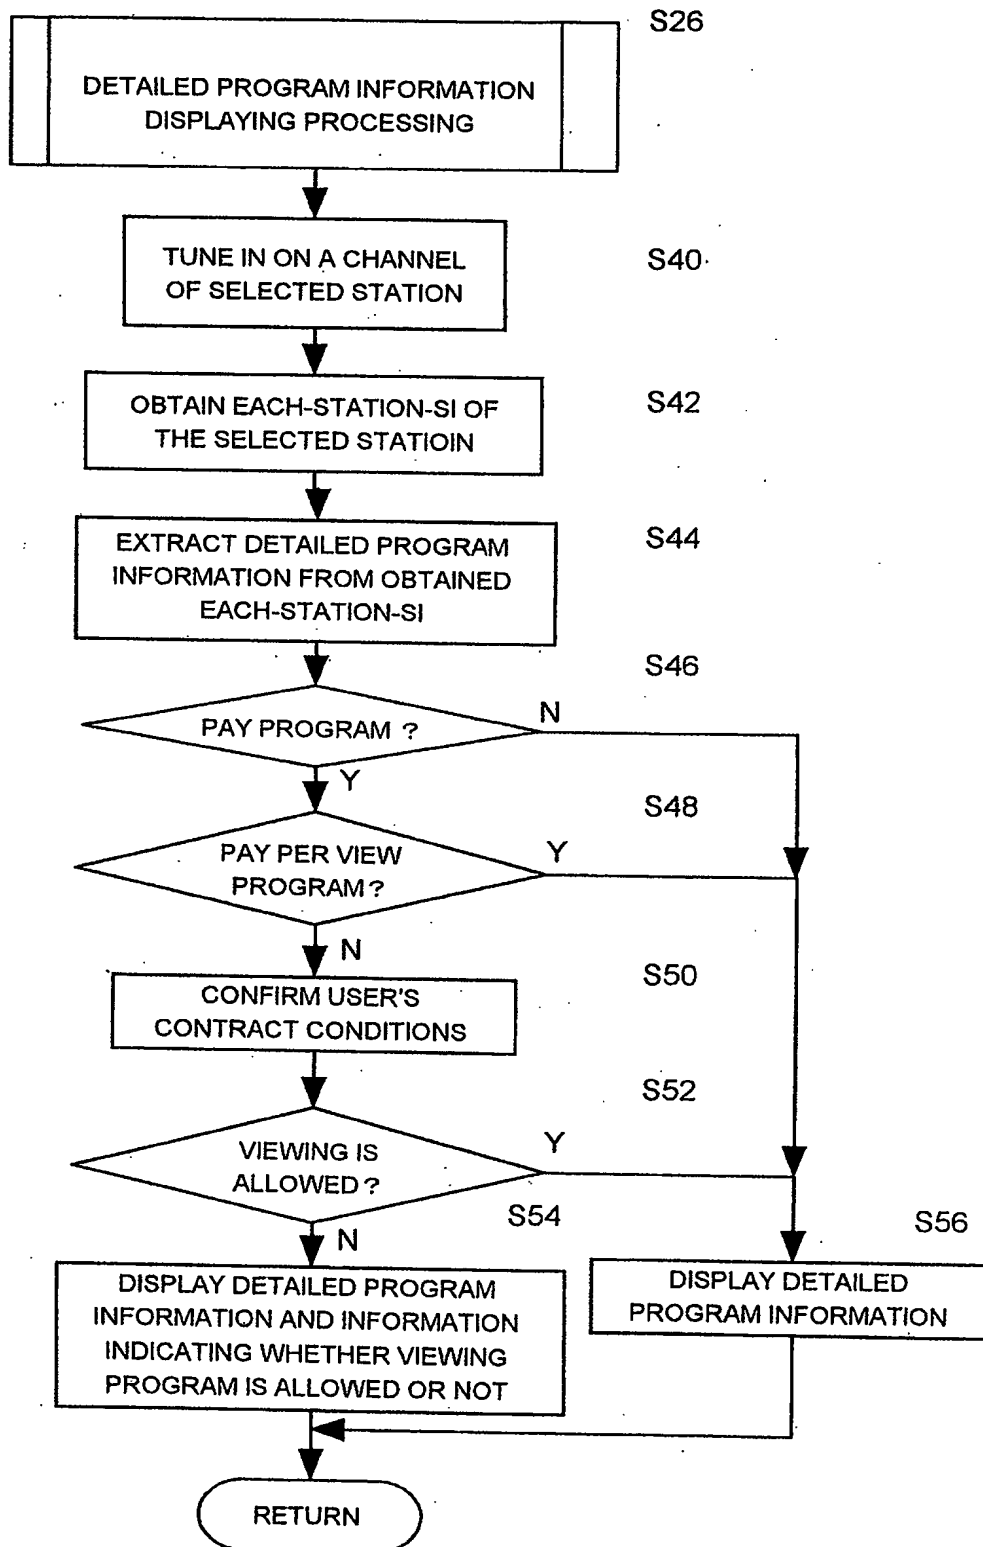 S26
DETAILED PROGRAM INFORMATION
DISPLAYING PROCESSING
TUNE IN ON A CHANNEL
OF SELECTED STATION
S40
OBTAIN EACH-STATION-SI OF
THE SELECTED STATIOIN
S42
EXTRACT DETAILED PROGRAM
INFORMATION FROM OBTAINED
EACH-STATION-SI
S44
S46
PAY PROGRAM ?
N
Y
S48
PAY PER VIEW
PROGRAM ?
Y
N
S50
CONFIRM USER'S
CONTRACT CONDITIONS
S52
VIEWING IS
ALLOWED ?
Y
N
S54
DISPLAY DETAILED PROGRAM
INFORMATION AND INFORMATION
INDICATING WHETHER VIEWING
PROGRAM IS ALLOWED OR NOT
S56
DISPLAY DETAILED
PROGRAM INFORMATION
RETURN